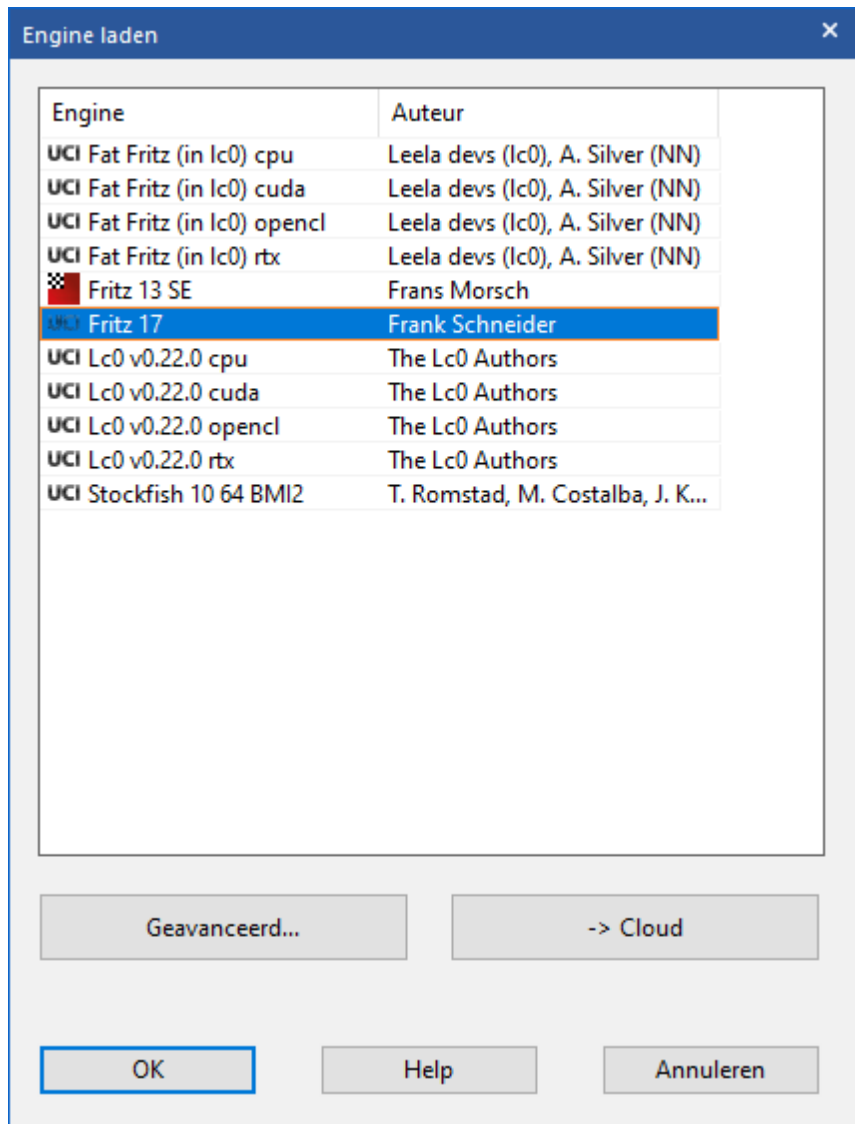 Engine laden
Engine Auteur
UCI Fat Fritz (in lc0) cpu Leela devs (lc0), A. Silver (NN)
UCI Fat Fritz (in lc0) cuda Leela devs (lc0), A. Silver (NN)
UCI Fat Fritz (in lc0) opencl Leela devs (lc0), A. Silver (NN)
UCI Fat Fritz (in lc0) rtx Leela devs (lc0), A. Silver (NN)
Fritz 13 SE Frans Morsch
UCI Fritz 17 Frank Schneider
UCI Lc0 v0.22.0 cpu The Lc0 Authors
UCI Lc0 v0.22.0 cuda The Lc0 Authors
UCI Lc0 v0.22.0 opencl The Lc0 Authors
UCI Lc0 v0.22.0 rtx The Lc0 Authors
UCI Stockfish 10 64 BMI2 T. Romstad, M. Costalba, J. K...
Geavanceerd... -> Cloud
OK Help Annuleren